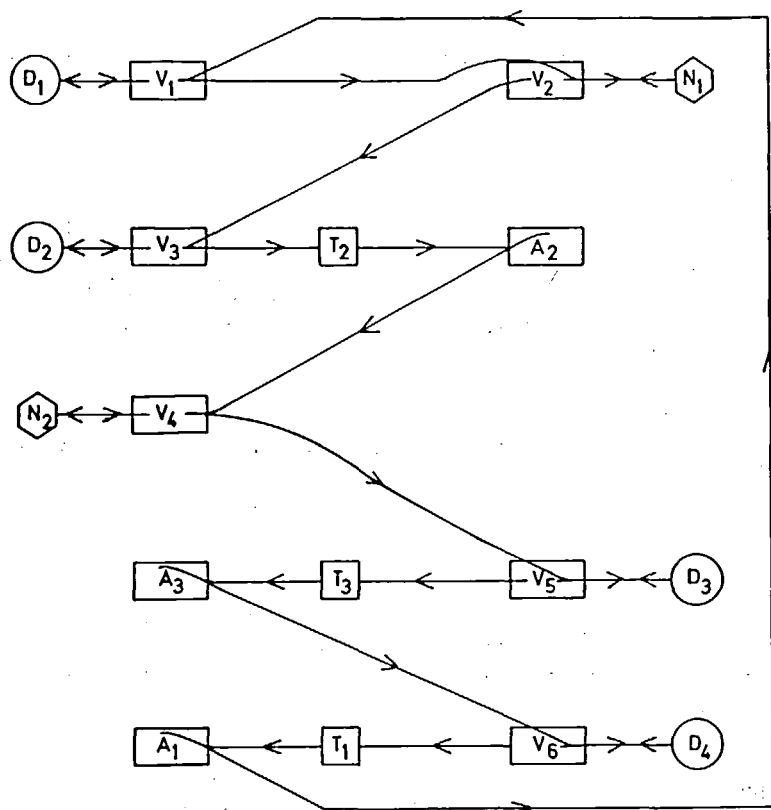 D₁ V₁ V₂ N₁
D₂ V₃ T₂ A₂
N₂ V₄
A₃ T₃ V₅ D₃
A₁ T₁ V₆ D₄